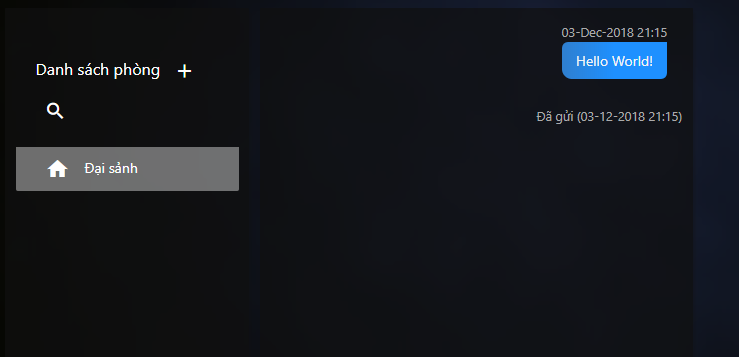 Danh sách phòng
Đại sảnh
03-Dec-2018 21:15
Hello World!
Đã gửi (03-12-2018 21:15)